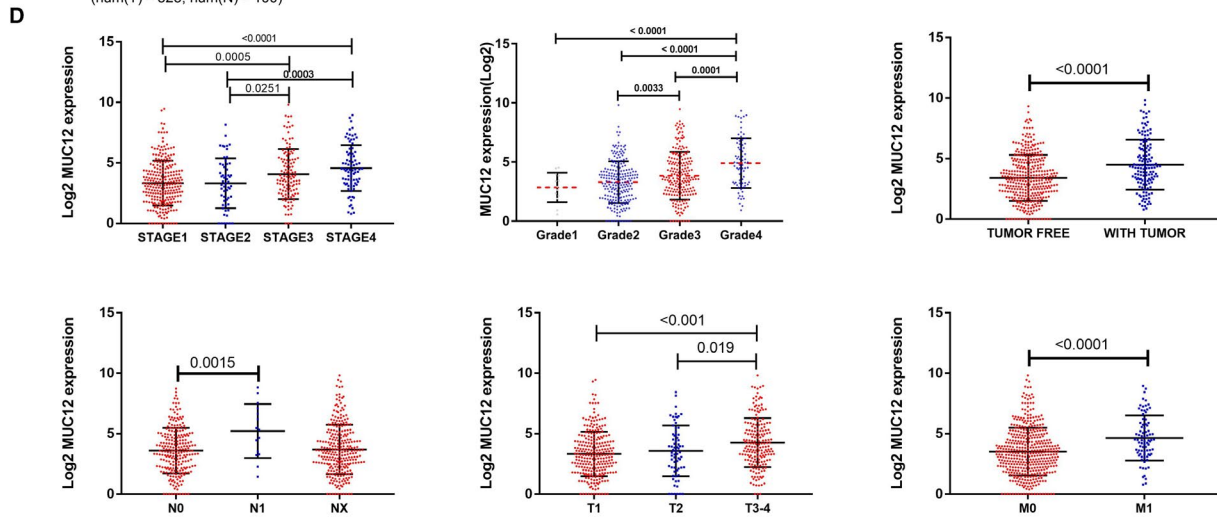 D
Log2 MUC12 expression
15
10
5
0
<0.0001
0.0005
0.0003
0.0251
STAGE1 STAGE2 STAGE3 STAGE4
MUC12 expression(Log2)
15
10
5
0
< 0.0001
< 0.0001
0.0001
0.0033
Grade1 Grade2 Grade3 Grade4
Log2 MUC12 expression
15
10
5
0
<0.0001
TUMOR FREE WITH TUMOR
Log2 MUC12 expression
15
10
5
0
0.0015
N0 N1 NX
Log2 MUC12 expression
15
10
5
0
<0.001
0.019
T1 T2 T3-4
Log2 MUC12 expression
15
10
5
0
<0.0001
M0 M1